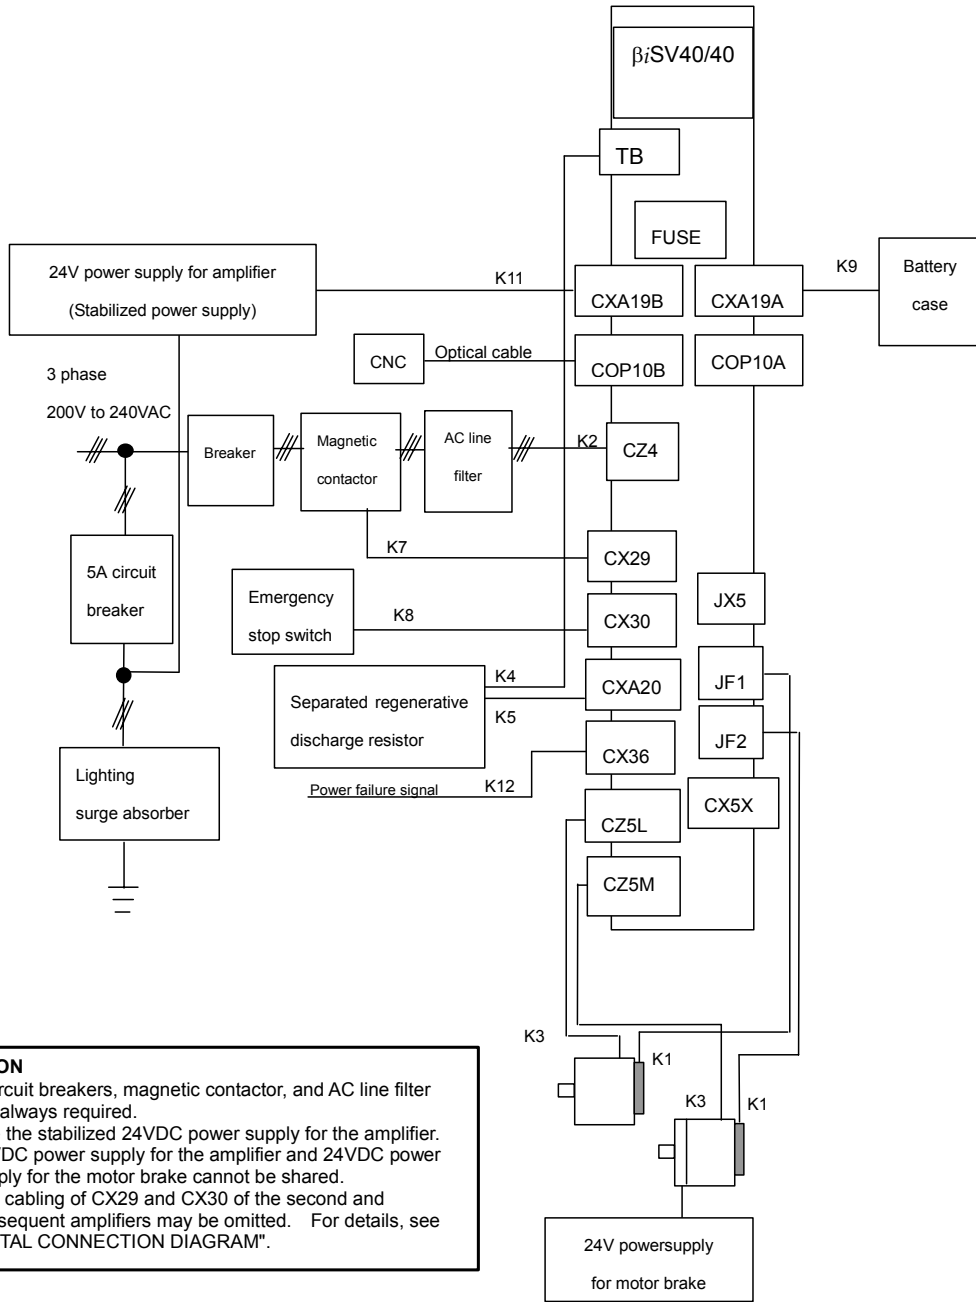 βiSV40/40
TB
FUSE
24V power supply for amplifier
(Stabilized power supply)
K11
CXA19B
CXA19A
K9
Battery
case
CNC
Optical cable
COP10B
COP10A
3 phase
200V to 240VAC
Breaker
Magnetic
contactor
AC line
filter
K2
CZ4
K7
CX29
5A circuit
breaker
Emergency
stop switch
K8
CX30
JX5
Separated regenerative
discharge resistor
K4
K5
CXA20
JF1
JF2
CX36
Power failure signal
K12
Lighting
surge absorber
CX5X
CZ5L
CZ5M
K3
K1
K3
K1
ON
rcuit breakers, magnetic contactor, and AC line filter
always required.
the stabilized 24VDC power supply for the amplifier.
DC power supply for the amplifier and 24VDC power
ply for the motor brake cannot be shared.
cabling of CX29 and CX30 of the second and
sequent amplifiers may be omitted. For details, see
TAL CONNECTION DIAGRAM".
24V powersupply
for motor brake